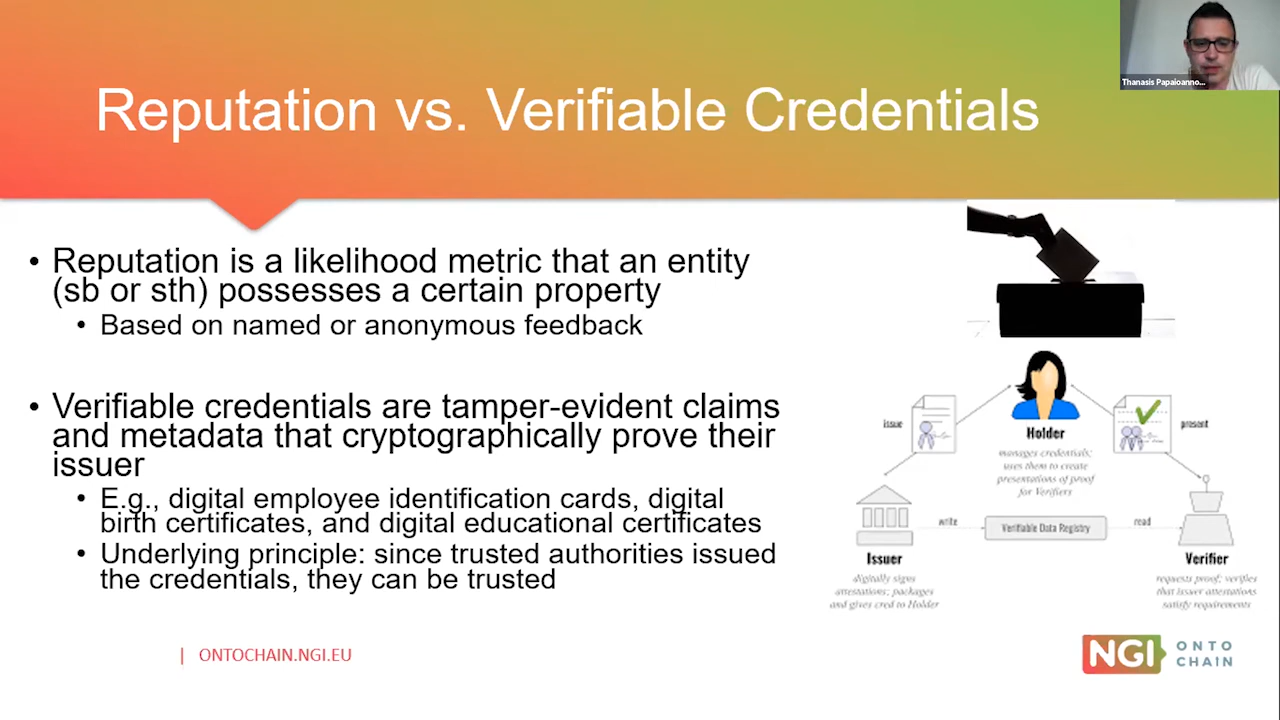 Thanasis Papaioanno...
Reputation vs. Verifiable Credentials
• Reputation is a likelihood metric that an entity
(sb or sth) possesses a certain property
• Based on named or anonymous feedback
• Verifiable credentials are tamper-evident claims
and metadata that cryptographically prove their
issuer
• E.g., digital employee identification cards, digital
birth certificates, and digital educational certificates
• Underlying principle: since trusted authorities issued
the credentials, they can be trusted
issue
present
Holder
manages credentials;
uses them to create
presentations of proof
for Verifiers
write
Verifiable Data Registry
read
Issuer
digitally signs
attestations; packages
and gives cred to Holder
Verifier
requests proof; verifies
that issuer attestations
satisfy requirements
| ONTOCHAIN.NGI.EU
NGI ONTO
CHAIN